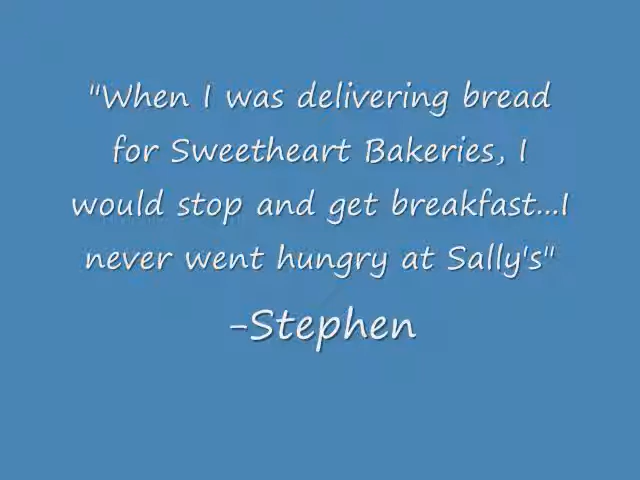 "When I was delivering bread
for Sweetheart Bakeries, I
would stop and get breakfast...I
never went hungry at Sally's"
-Stephen